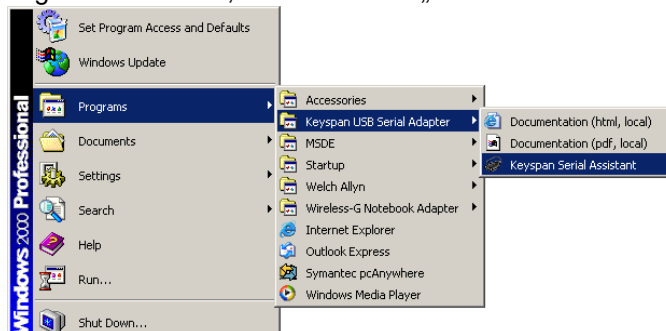 Set Program Access and Defaults
Windows Update
Programs
Documents
Settings
Search
Help
Run...
Shut Down...
Windows 2000 Professional
Accessories
Keyspan USB Serial Adapter
MSDE
Startup
Welch Allyn
Wireless-G Notebook Adapter
Internet Explorer
Outlook Express
Symantec pcAnywhere
Windows Media Player
Documentation (html, local)
Documentation (pdf, local)
Keyspan Serial Assistant